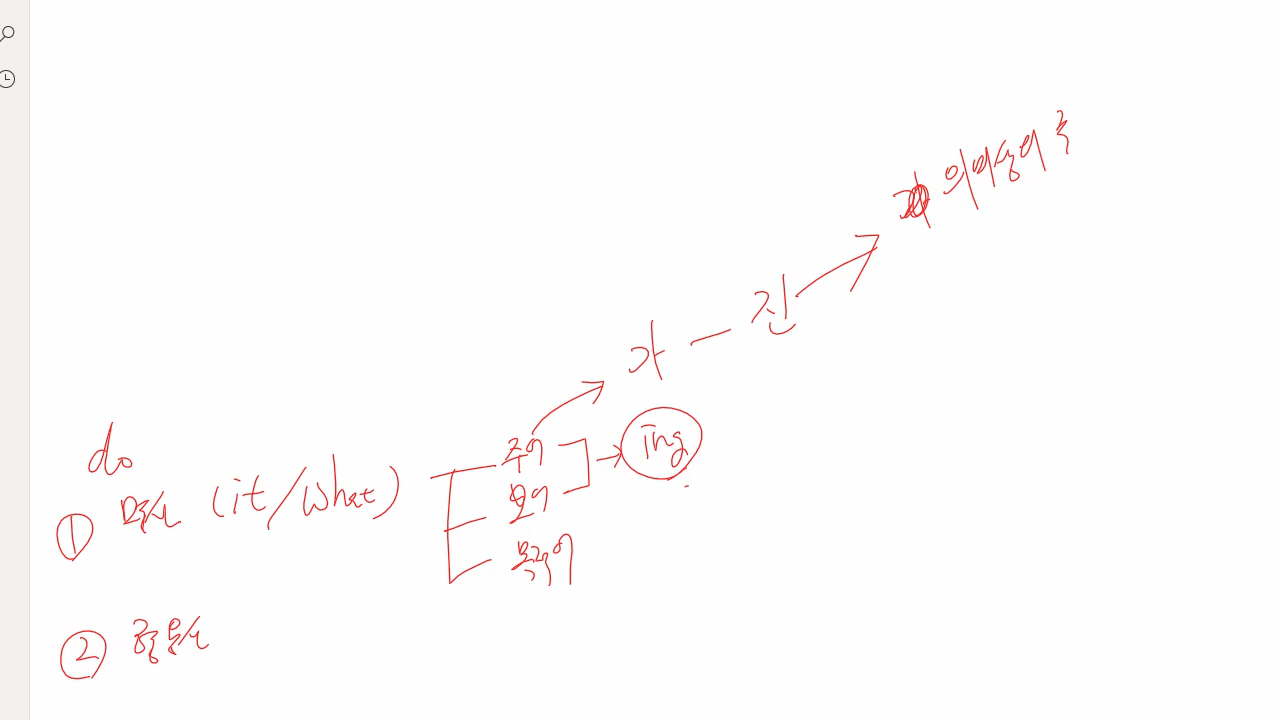 의미상이주
가 - 진
do
① 명사 (it/what)
주어
보어
목적어
ing
② 형용사